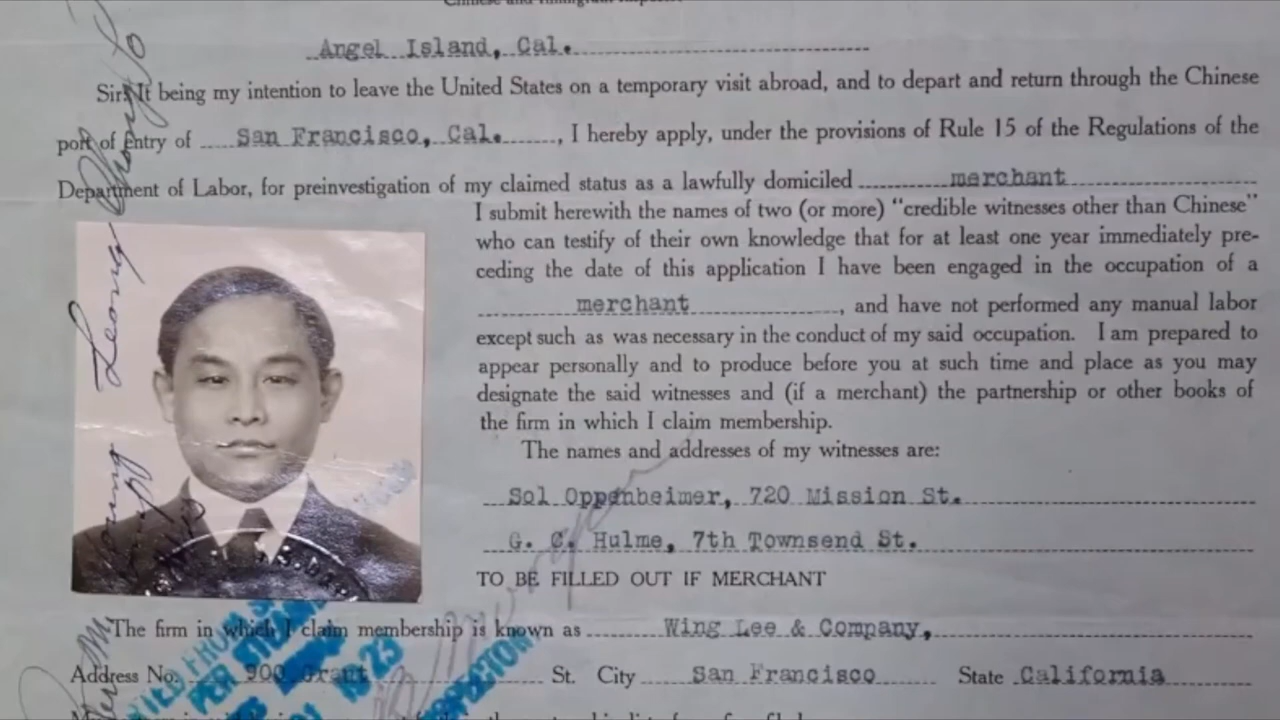 Angel Island, Cal.
Sir: It being my intention to leave the United States on a temporary visit abroad, and to depart and return through the Chinese
port of entry of San Francisco, Cal. , I hereby apply, under the provisions of Rule 15 of the Regulations of the
Department of Labor, for preinvestigation of my claimed status as a lawfully domiciled merchant
I submit herewith the names of two (or more) “credible witnesses other than Chinese”
who can testify of their own knowledge that for at least one year immediately pre-
ceding the date of this application I have been engaged in the occupation of a
merchant , and have not performed any manual labor
except such as was necessary in the conduct of my said occupation. I am prepared to
appear personally and to produce before you at such time and place as you may
designate the said witnesses and (if a merchant) the partnership or other books of
the firm in which I claim membership.
The names and addresses of my witnesses are:
Sol Oppenheimer, 720 Mission St.
G. C. Hulme, 7th Townsend St.
TO BE FILLED OUT IF MERCHANT
The firm in which I claim membership is known as Wing Lee & Company,
Address No. 900 Grant St. City San Francisco State California
Leong
FROM
PER
1923
INSPECTOR